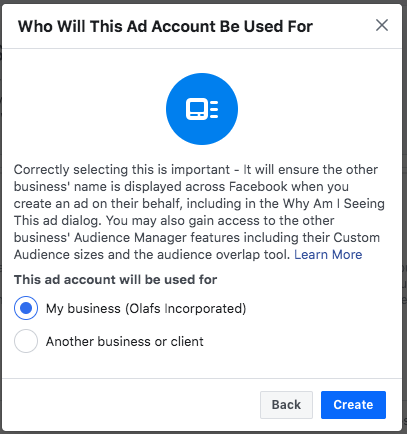 Who Will This Ad Account Be Used For
Correctly selecting this is important - It will ensure the other
business' name is displayed across Facebook when you
create an ad on their behalf, including in the Why Am I Seeing
This ad dialog. You may also gain access to the other
business' Audience Manager features including their Custom
Audience sizes and the audience overlap tool. Learn More
This ad account will be used for
My business (Olafs Incorporated)
Another business or client
Back
Create